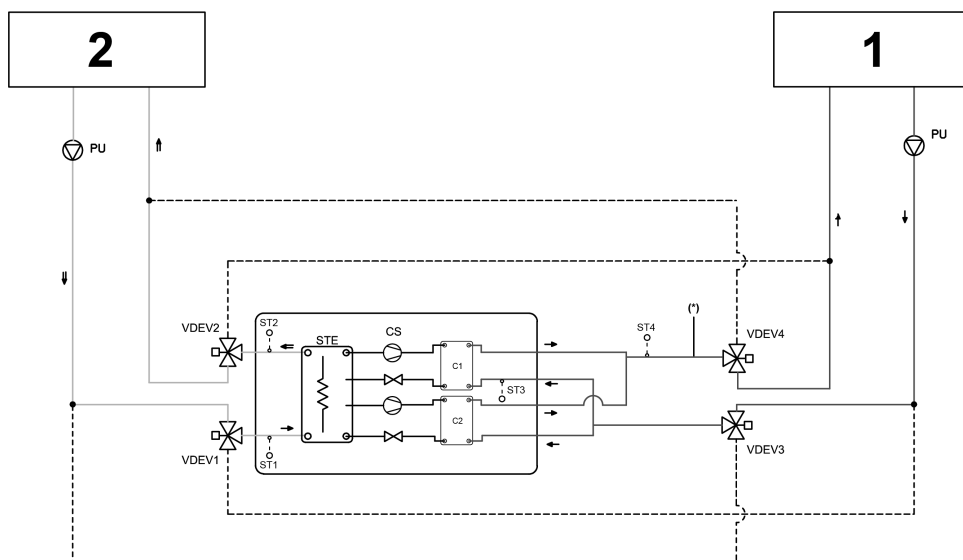 2
1
PU
PU
(*)
ST2
STE
CS
ST4
VDEV2
VDEV4
C1
ST3
C2
VDEV1
ST1
VDEV3